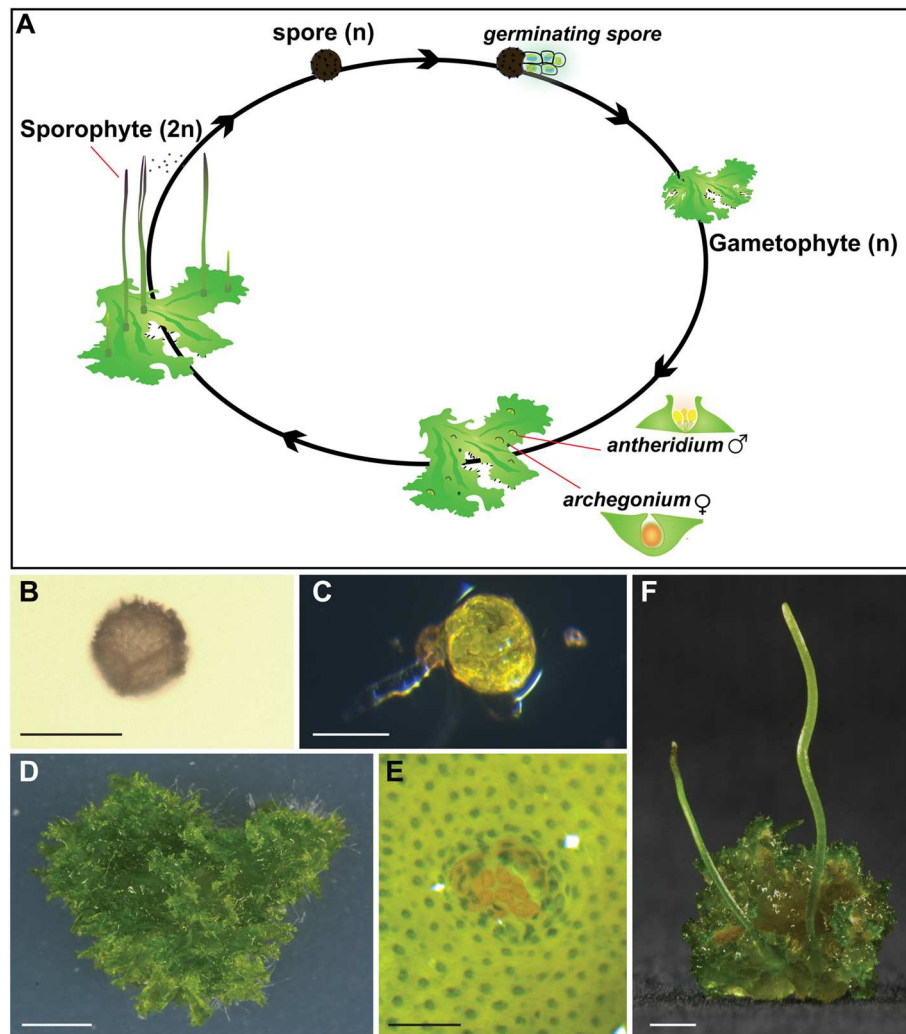 A
spore (n)
germinating spore
Sporophyte (2n)
Gametophyte (n)
antheridium ♂
archegonium ♀
B
C
F
D
E